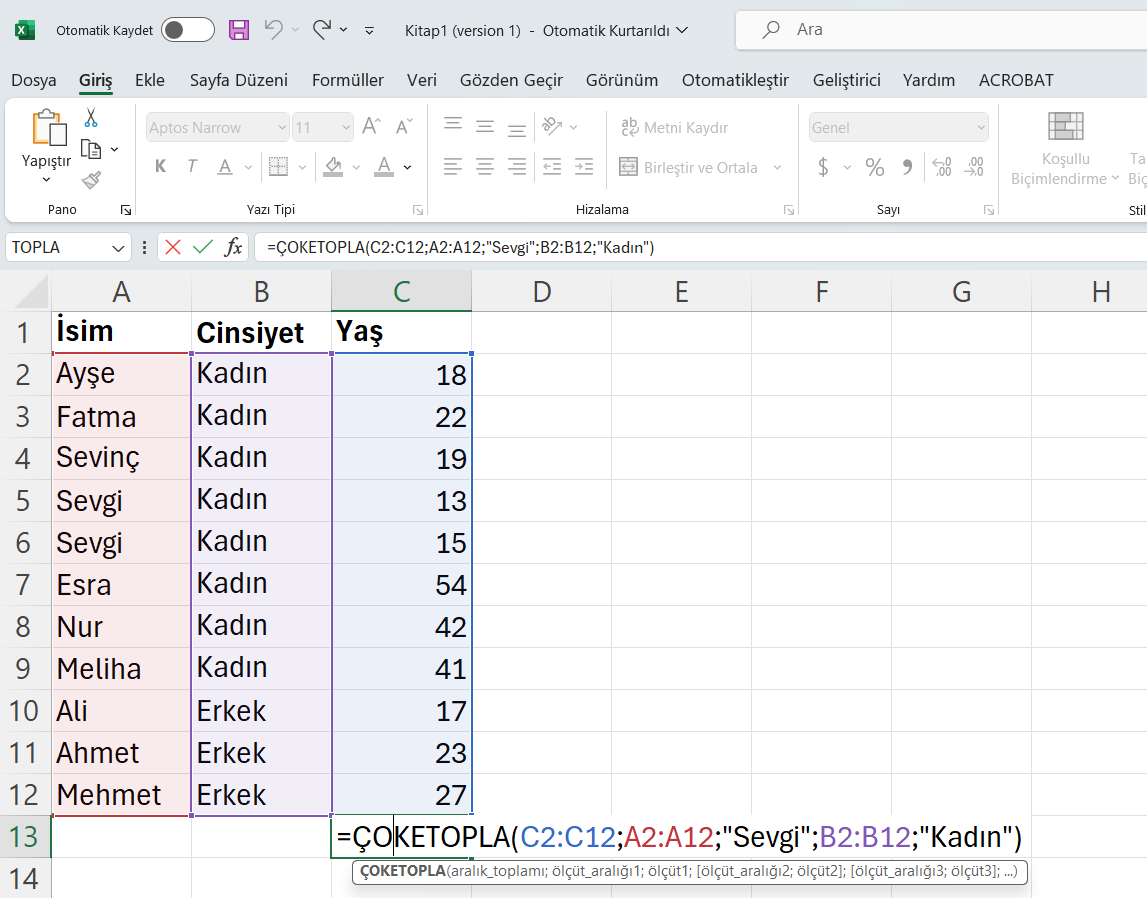 Otomatik Kaydet Kitap1 (version 1) - Otomatik Kurtarıldı Ara
Dosya Giriş Ekle Sayfa Düzeni Formüller Veri Gözden Geçir Görünüm Otomatikleştir Geliştirici Yardım ACROBAT
Aptos Narrow 11 A A ab Metni Kaydır Genel
Yapıştır K T A A Birleştir ve Ortala $ % 9 Koşullu
Biçimlendirme
Pano Yazı Tipi Hizalama Sayı Stil
TOPLA fx =ÇOKETOPLA(C2:C12;A2:A12;"Sevgi";B2:B12;"Kadın")
A B C D E F G H
1 İsim Cinsiyet Yaş
2 Ayşe Kadın 18
3 Fatma Kadın 22
4 Sevinç Kadın 19
5 Sevgi Kadın 13
6 Sevgi Kadın 15
7 Esra Kadın 54
8 Nur Kadın 42
9 Meliha Kadın 41
10 Ali Erkek 17
11 Ahmet Erkek 23
12 Mehmet Erkek 27
13 =ÇOKETOPLA(C2:C12;A2:A12;"Sevgi";B2:B12;"Kadın")
ÇOKETOPLA(aralık_toplamı; ölçüt_aralığı1; ölçüt1; [ölçüt_aralığı2; ölçüt2]; [ölçüt_aralığı3; ölçüt3]; ...)
14